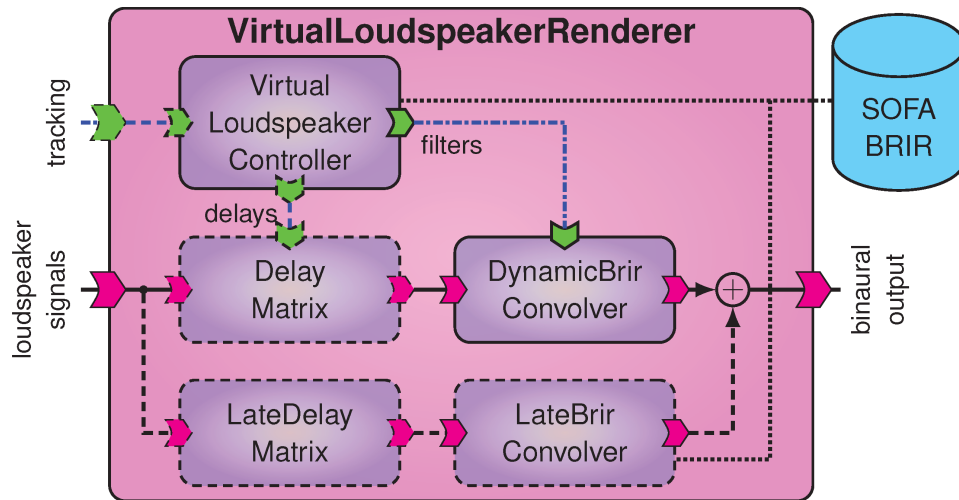 VirtualLoudspeakerRenderer
tracking
Virtual
Loudspeaker
Controller
filters
SOFA
BRIR
delays
loudspeaker
signals
Delay
Matrix
DynamicBrir
Convolver
binaural
output
LateDelay
Matrix
LateBrir
Convolver